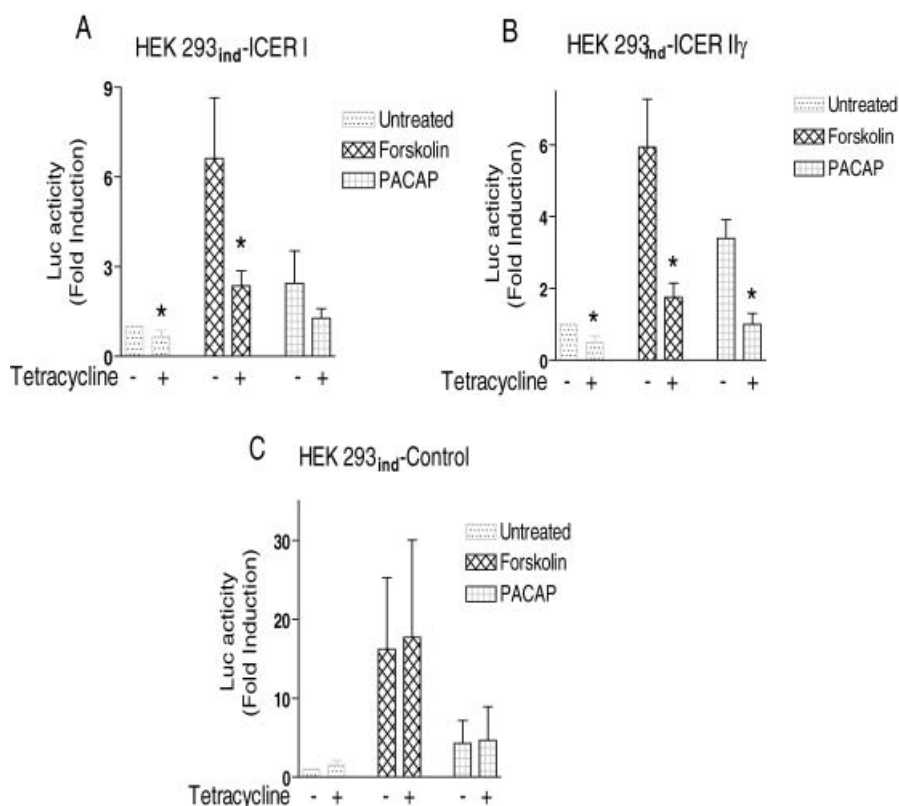 A
HEK 293ind-ICER I
9
6
3
0
Luc acticity
(Fold Induction)
Untreated
Forskolin
PACAP
*
*
Tetracycline - + - + - +
B
HEK 293ind-ICER IIγ
6
4
2
0
Luc acticity
(Fold Induction)
Untreated
Forskolin
PACAP
*
*
*
Tetracycline - + - + - +
C
HEK 293ind-Control
30
20
10
0
Luc acticity
(Fold Induction)
Untreated
Forskolin
PACAP
Tetracycline - + - + - +